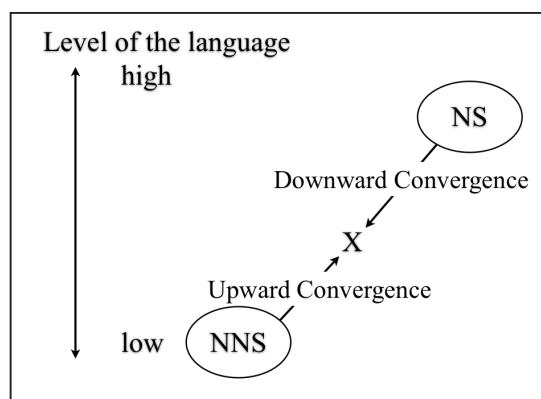 Level of the language
high
NS
Downward Convergence
X
Upward Convergence
low
NNS